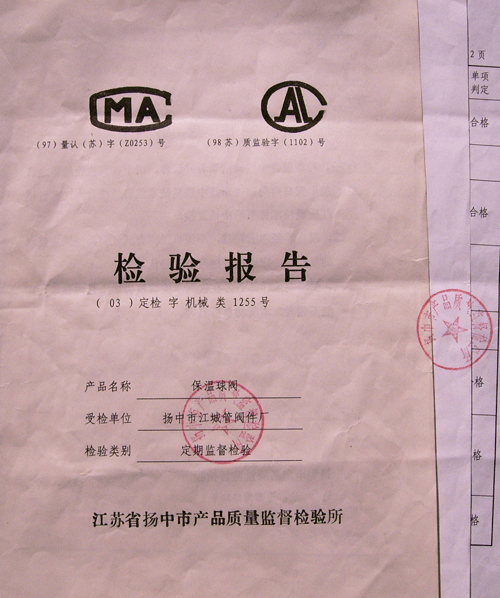 CMA
CAL
(97)量认(苏)字(Z0253)号
(98苏)质监验字(1102)号
检验报告
(03)定检 字 机械 类 1255号
产品名称 保温球阀
受检单位 扬中市江城管阀件厂
检验类别 定期监督检验
江苏省扬中市产品质量监督检验所
2页
单项
判定
合格
合格
合格
格
合格